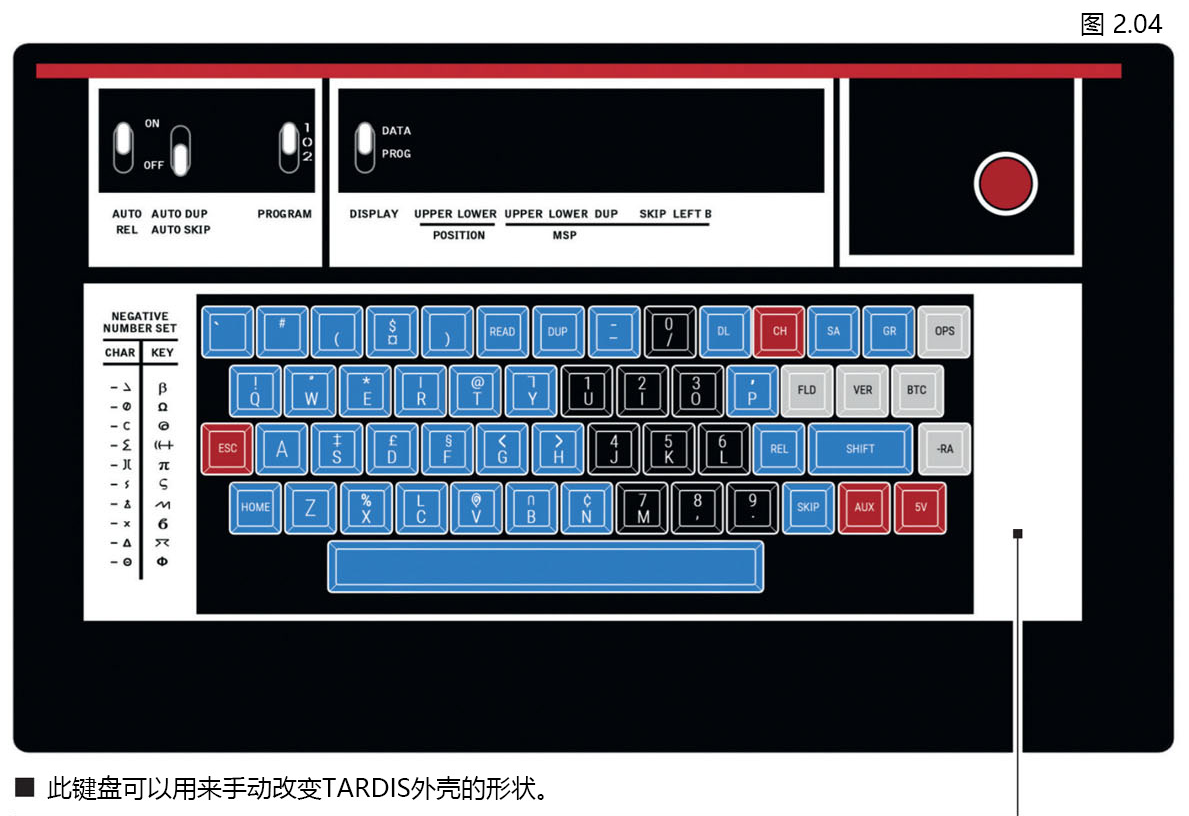 图 2.04
ON
OFF
1
0
2
DATA
PROG
AUTO REL
AUTO DUP
AUTO SKIP
PROGRAM
DISPLAY
UPPER LOWER
POSITION
UPPER LOWER DUP SKIP LEFT B
MSP
NEGATIVE
NUMBER SET
CHAR KEY
β
– Ø Ω
– C
– Σ
– ][ π
– x 6
– Δ
– Θ Φ
` # ( $ ¤ ) READ DUP - – 0 / DL CH SA GR OPS
! Q " W * E | R @ T Y 1 U 2 I 3 O ' P FLD VER BTC
ESC A ‡ S £ D § F < G > H 4 J 5 K 6 L REL SHIFT -RA
HOME Z % X L C V ∩ B ¢ N 7 M 8 , 9 . SKIP AUX 5V
■ 此键盘可以用来手动改变TARDIS外壳的形状。